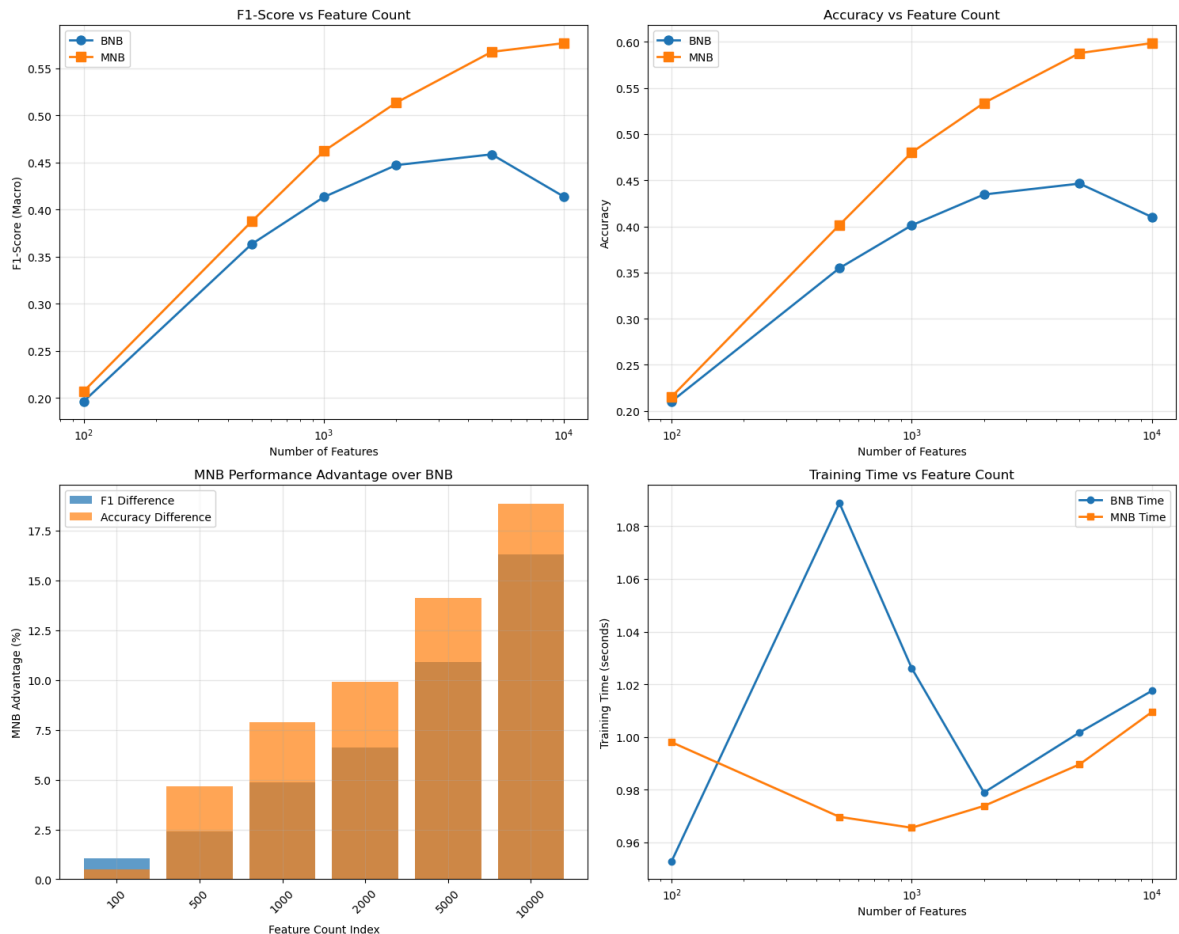 F1-Score vs Feature Count
BNB
MNB
0.55
0.50
0.45
0.40
0.35
0.30
0.25
0.20
F1-Score (Macro)
10²
10³
10⁴
Number of Features
Accuracy vs Feature Count
BNB
MNB
0.60
0.55
0.50
0.45
0.40
0.35
0.30
0.25
0.20
Accuracy
10²
10³
10⁴
Number of Features
MNB Performance Advantage over BNB
F1 Difference
Accuracy Difference
17.5
15.0
12.5
10.0
7.5
5.0
2.5
0.0
MNB Advantage (%)
100
500
1000
2000
5000
10000
Feature Count Index
Training Time vs Feature Count
BNB Time
MNB Time
1.08
1.06
1.04
1.02
1.00
0.98
0.96
Training Time (seconds)
10²
10³
10⁴
Number of Features